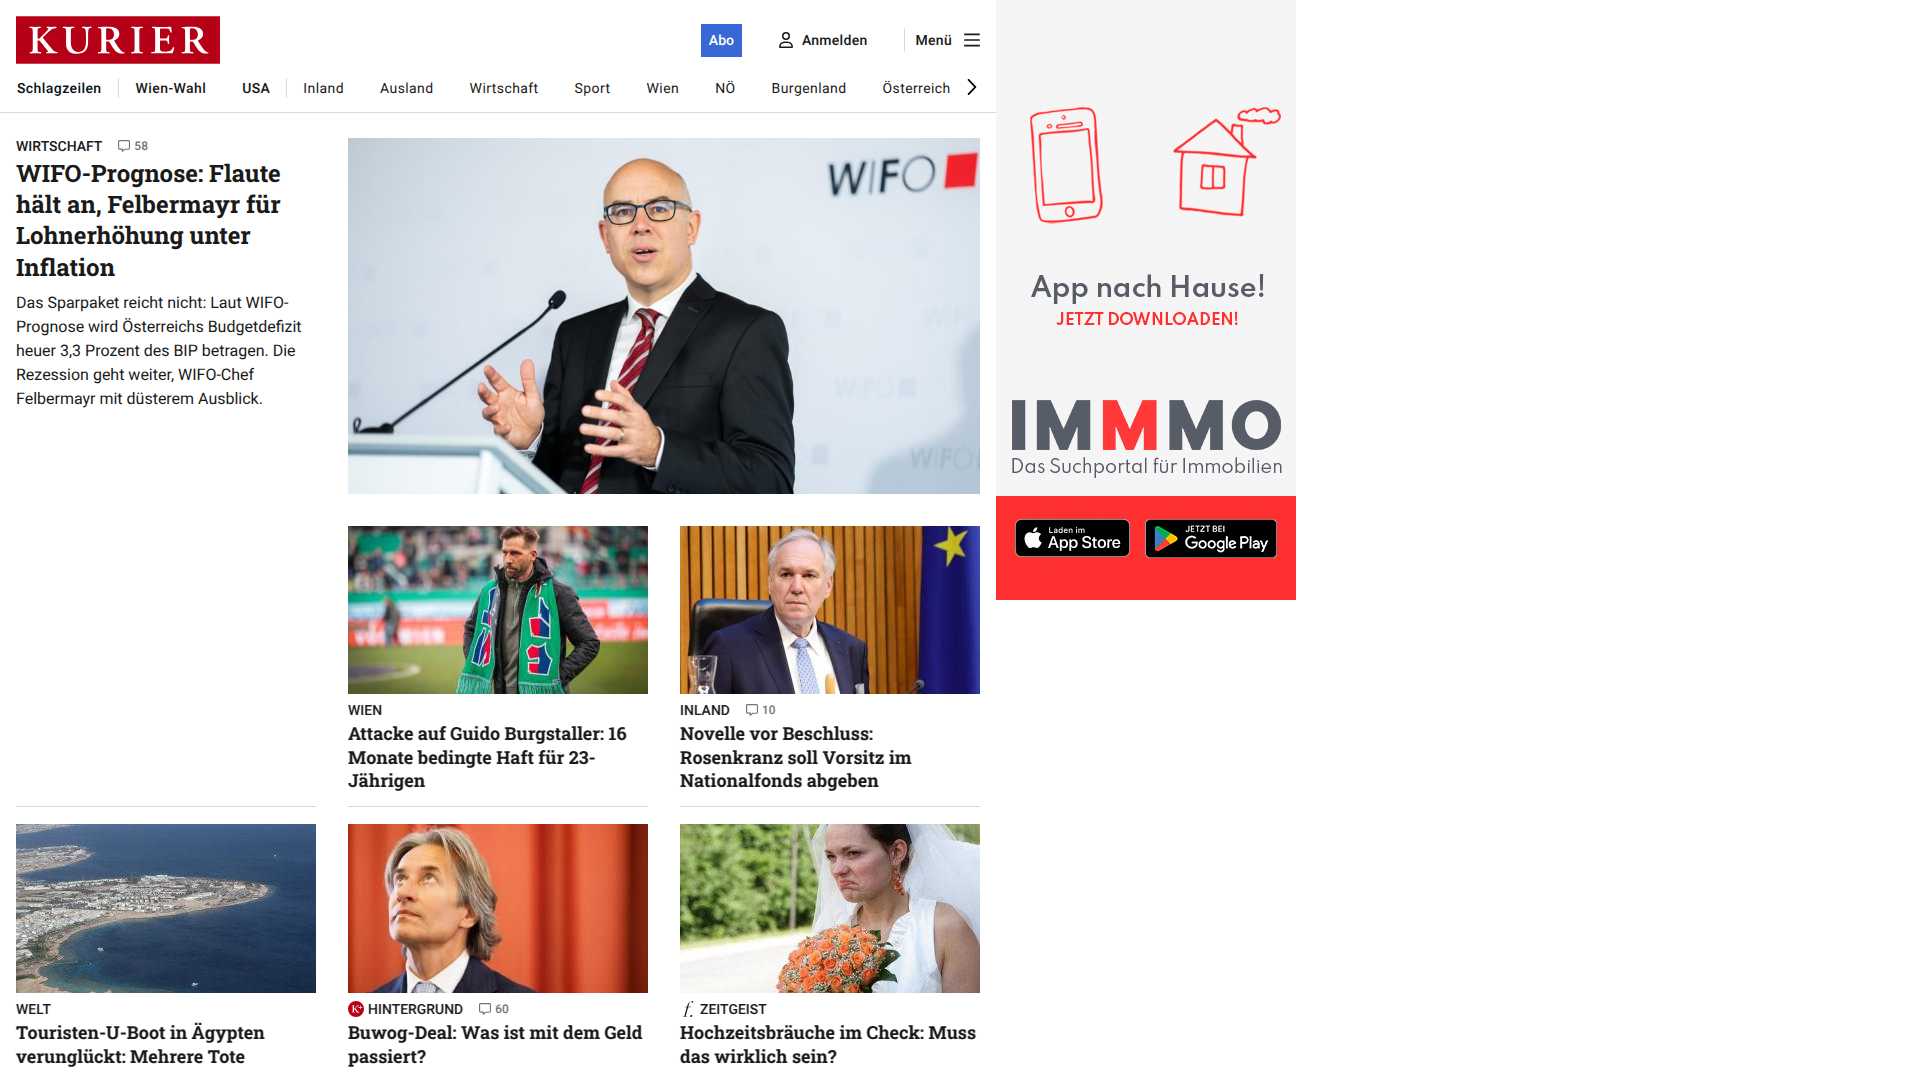 KURIER
Abo
Anmelden
Menü
Schlagzeilen
Wien-Wahl
USA
Inland
Ausland
Wirtschaft
Sport
Wien
NÖ
Burgenland
Österreich
WIRTSCHAFT 58
WIFO-Prognose: Flaute
hält an, Felbermayr für
Lohnerhöhung unter
Inflation
Das Sparpaket reicht nicht: Laut WIFO-
Prognose wird Österreichs Budgetdefizit
heuer 3,3 Prozent des BIP betragen. Die
Rezession geht weiter, WIFO-Chef
Felbermayr mit düsterem Ausblick.
WIFO
WIFO
WIFO
WIEN
Attacke auf Guido Burgstaller: 16
Monate bedingte Haft für 23-
Jährigen
INLAND 10
Novelle vor Beschluss:
Rosenkranz soll Vorsitz im
Nationalfonds abgeben
WELT
Touristen-U-Boot in Ägypten
verunglückt: Mehrere Tote
K+ HINTERGRUND 60
Buwog-Deal: Was ist mit dem Geld
passiert?
f. ZEITGEIST
Hochzeitsbräuche im Check: Muss
das wirklich sein?
App nach Hause!
JETZT DOWNLOADEN!
IMMMO
Das Suchportal für Immobilien
Laden im
App Store
JETZT BEI
Google Play